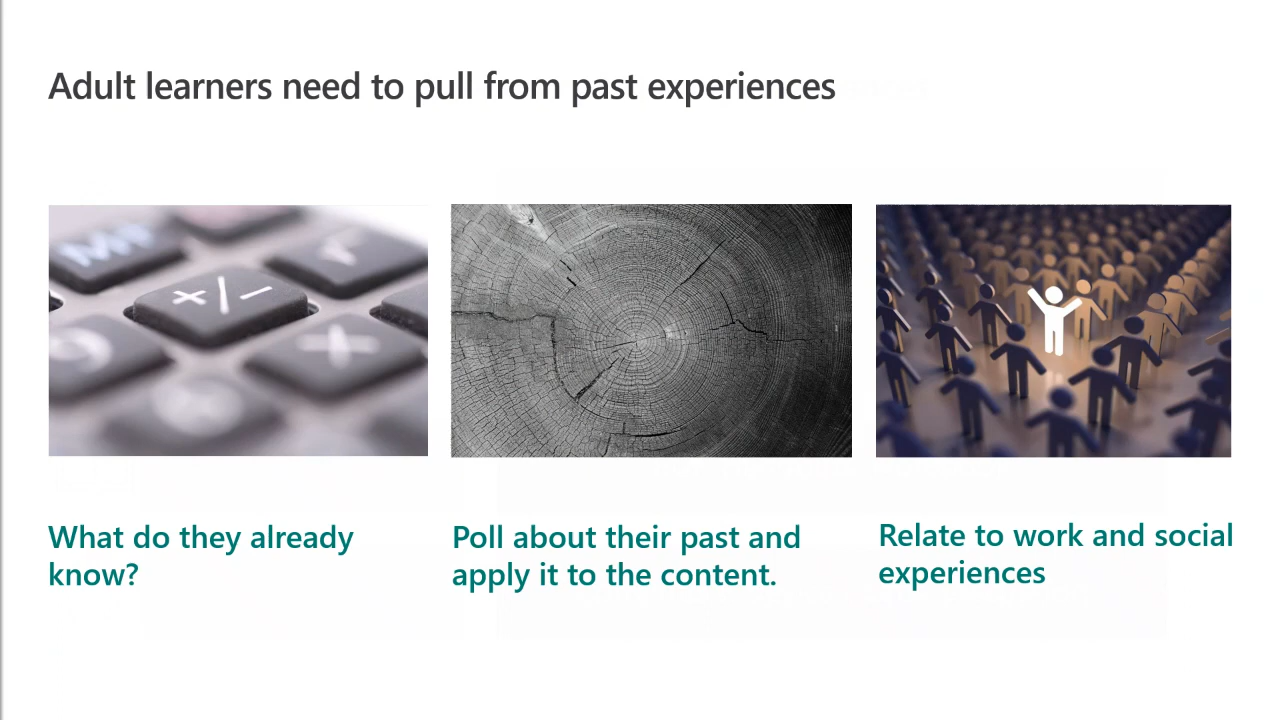 Adult learners need to pull from past experiences
+/−
What do they already
know?
Poll about their past and
apply it to the content.
Relate to work and social
experiences